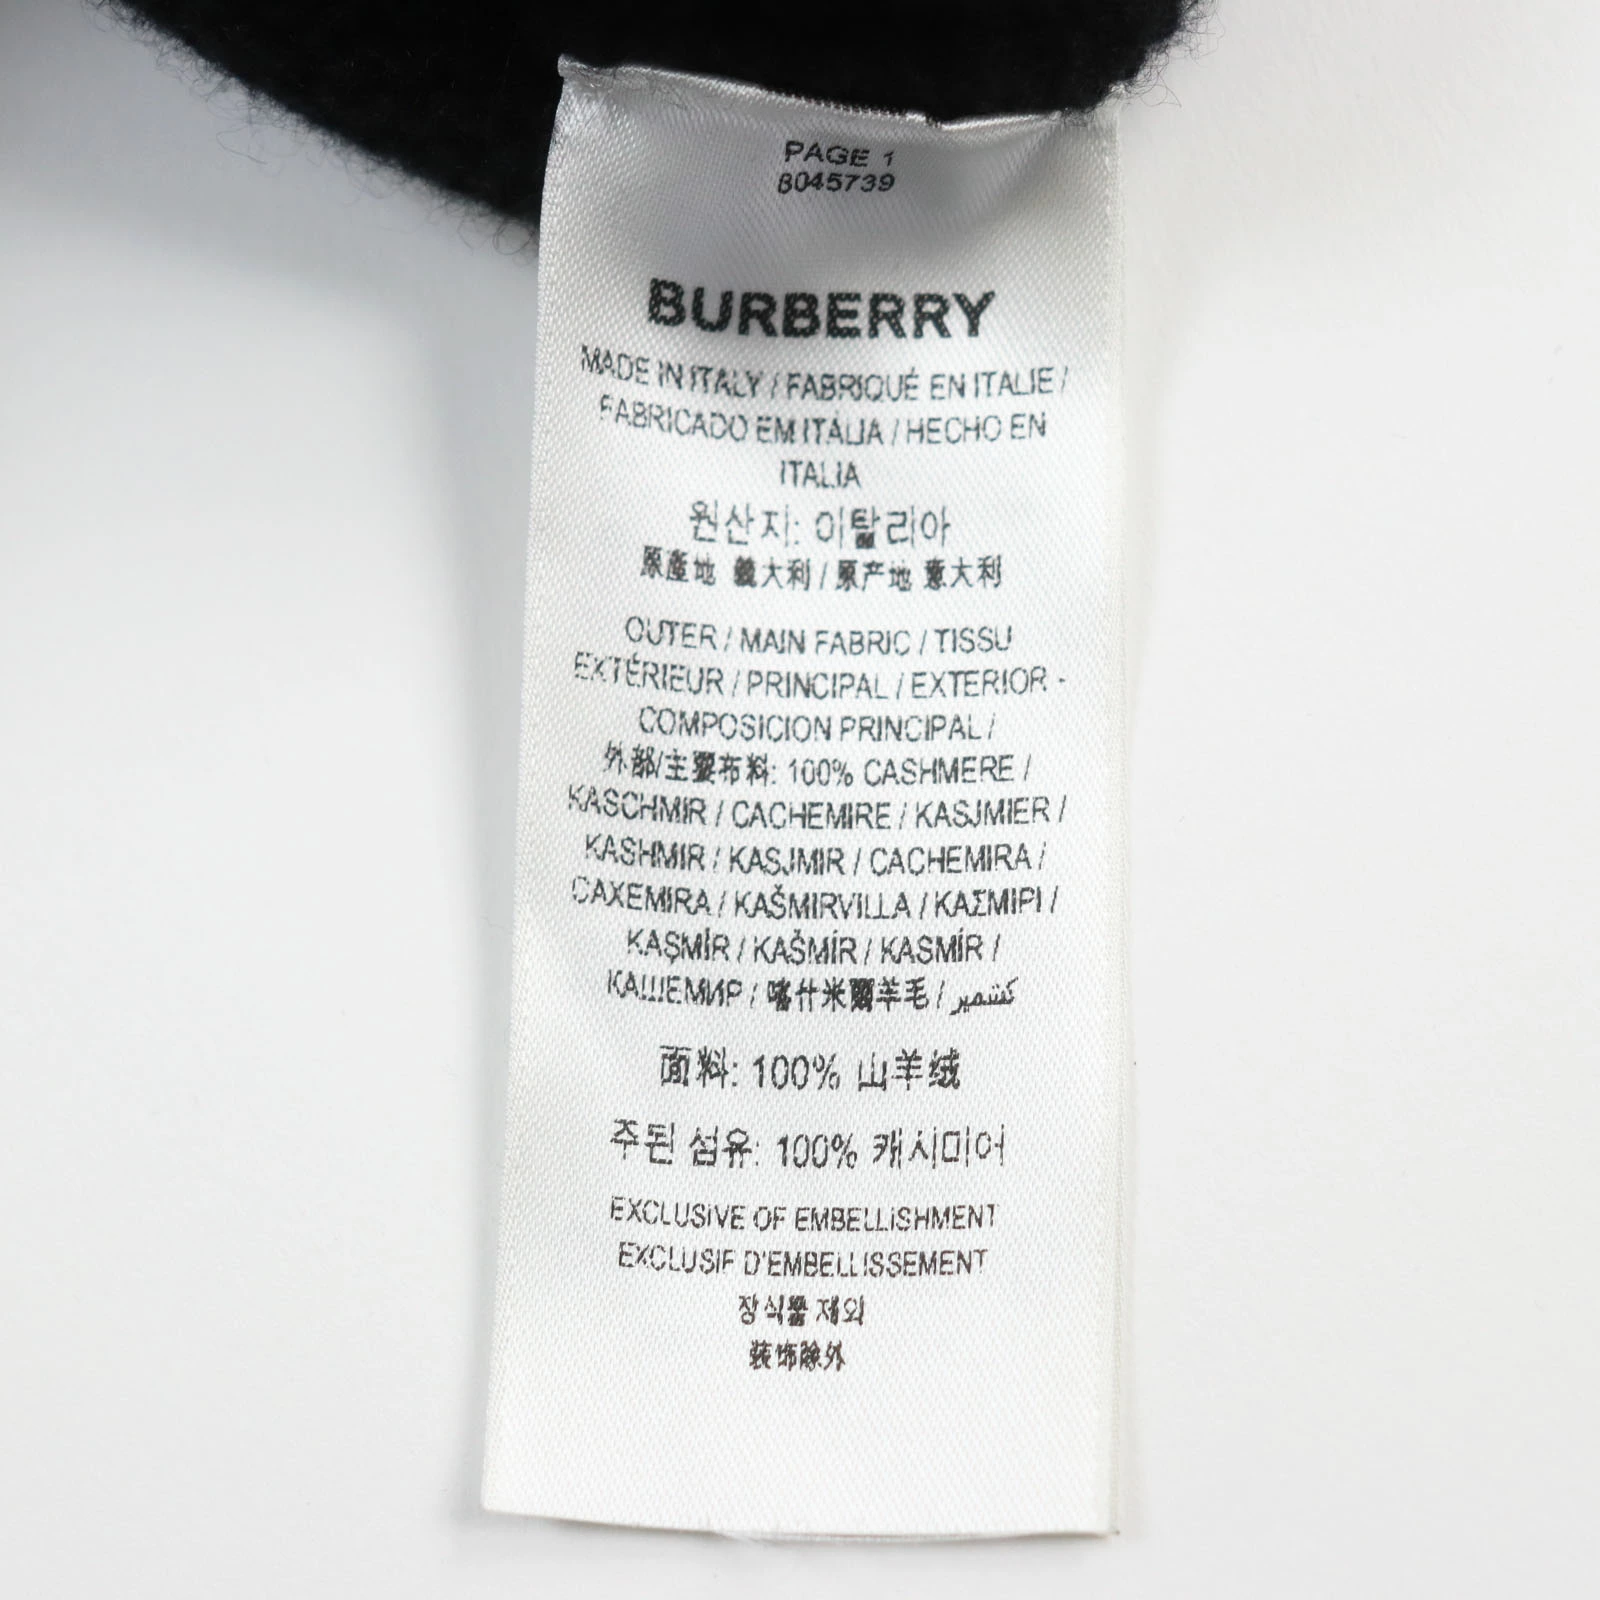 PAGE 1
8045739
BURBERRY
MADE IN ITALY / FABRIQUÉ EN ITALIE /
FABRICADO EM ITÁLIA / HECHO EN
ITALIA
원산지: 이탈리아
原產地 義大利 / 原产地 意大利
OUTER / MAIN FABRIC / TISSU
EXTÉRIEUR / PRINCIPAL / EXTERIOR -
COMPOSICION PRINCIPAL /
外部/主要布料: 100% CASHMERE /
KASCHMIR / CACHEMIRE / KASJMIER /
KASHMIR / KASJMIR / CACHEMIRA /
CAXEMIRA / KAŠMIRVILLA / ΚΑΣΜΙΡΙ /
KAŞMİR / KAŠMÍR / KASMÍR /
КАШЕМИР / 喀什米爾羊毛 / كشمير
面料: 100% 山羊绒
주된 섬유: 100% 캐시미어
EXCLUSIVE OF EMBELLISHMENT
EXCLUSIF D'EMBELLISSEMENT
장식물 제외
装饰除外